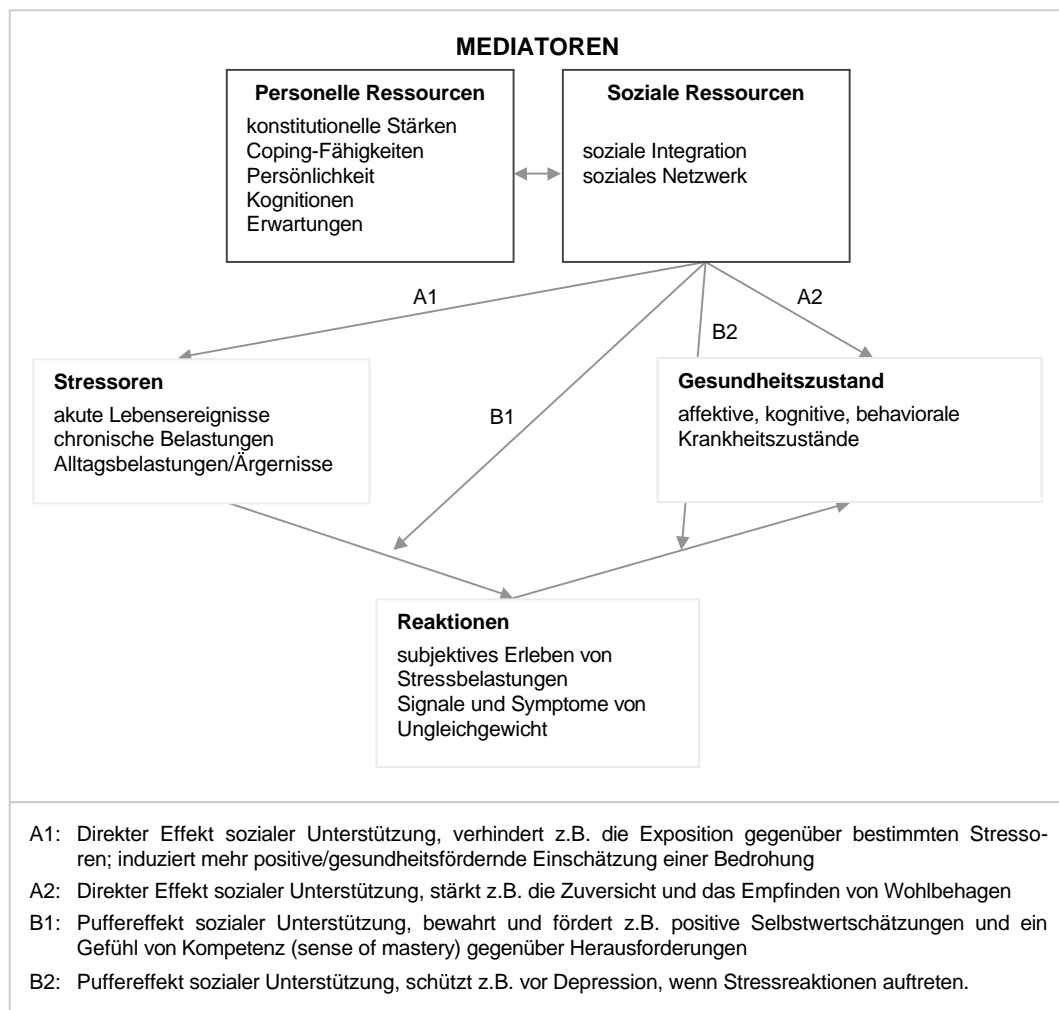 MEDIATOREN
Personelle Ressourcen
konstitutionelle Stärken
Coping-Fähigkeiten
Persönlichkeit
Kognitionen
Erwartungen
Soziale Ressourcen
soziale Integration
soziales Netzwerk
A1
A2
B2
B1
Stressoren
akute Lebensereignisse
chronische Belastungen
Alltagsbelastungen/Ärgernisse
Gesundheitszustand
affektive, kognitive, behaviorale
Krankheitszustände
Reaktionen
subjektives Erleben von
Stressbelastungen
Signale und Symptome von
Ungleichgewicht
A1: Direkter Effekt sozialer Unterstützung, verhindert z.B. die Exposition gegenüber bestimmten Stresso-
ren; induziert mehr positive/gesundheitsfördernde Einschätzung einer Bedrohung
A2: Direkter Effekt sozialer Unterstützung, stärkt z.B. die Zuversicht und das Empfinden von Wohlbehagen
B1: Puffereffekt sozialer Unterstützung, bewahrt und fördert z.B. positive Selbstwertschätzungen und ein
Gefühl von Kompetenz (sense of mastery) gegenüber Herausforderungen
B2: Puffereffekt sozialer Unterstützung, schützt z.B. vor Depression, wenn Stressreaktionen auftreten.